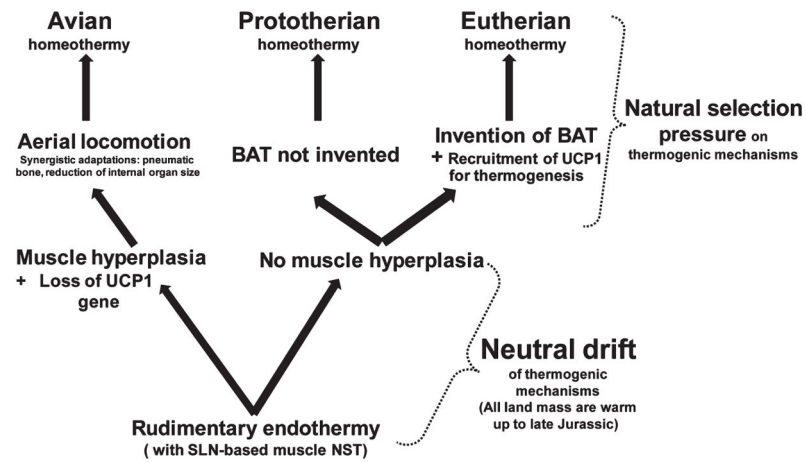 Avian
homeothermy
Prototherian
homeothermy
Eutherian
homeothermy
Natural selection
pressure on
thermogenic mechanisms
Aerial locomotion
Synergistic adaptations: pneumatic
bone, reduction of internal organ size
BAT not invented
Invention of BAT
+ Recruitment of UCP1
for thermogenesis
Muscle hyperplasia
+ Loss of UCP1
gene
No muscle hyperplasia
Neutral drift
of thermogenic
mechanisms
(All land mass are warm
up to late Jurassic)
Rudimentary endothermy
( with SLN-based muscle NST)